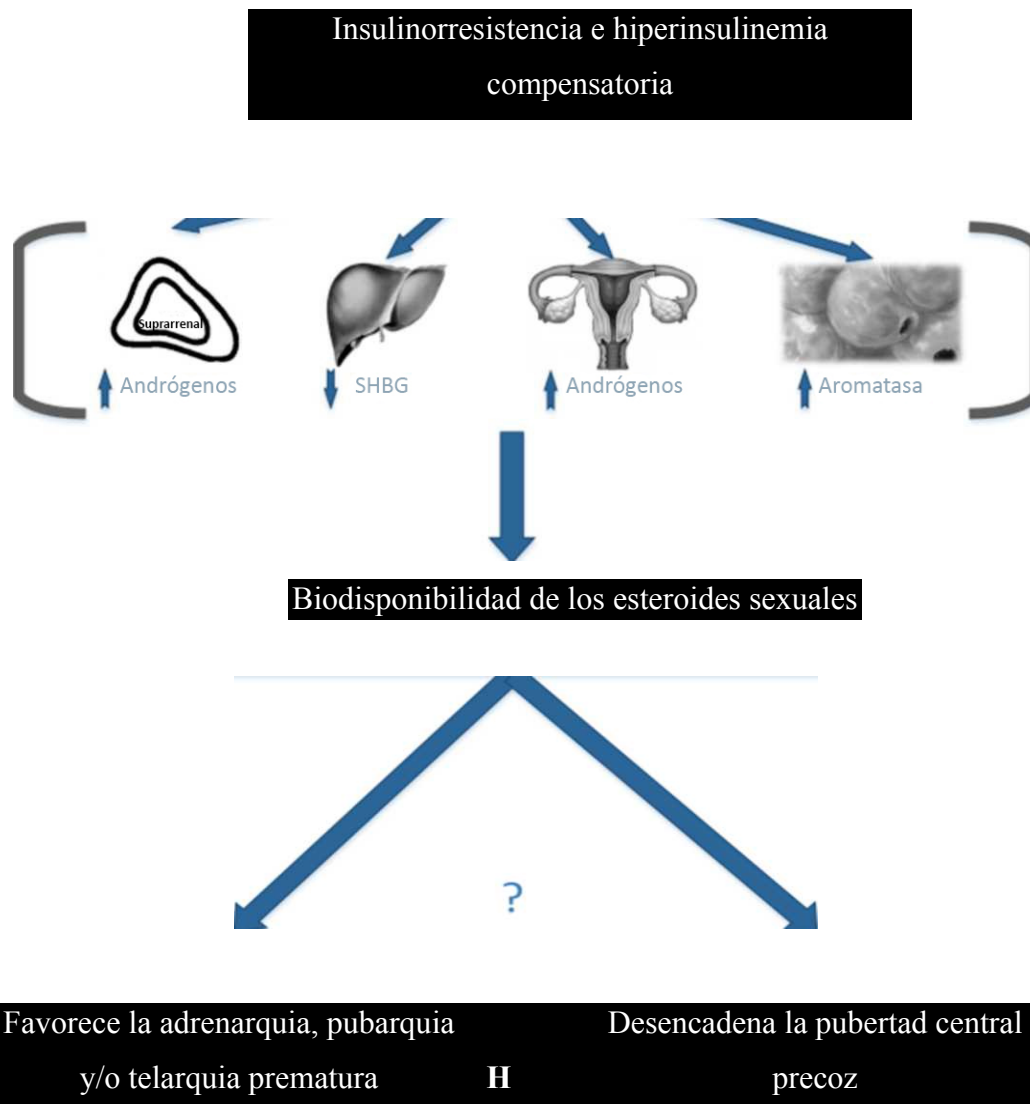 Insulinorresistencia e hiperinsulinemia
compensatoria
Suprarrenal
Andrógenos
SHBG
Andrógenos
Aromatasa
Biodisponibilidad de los esteroides sexuales
?
Favorece la adrenarquia, pubarquia
y/o telarquia prematura
H
Desencadena la pubertad central
precoz